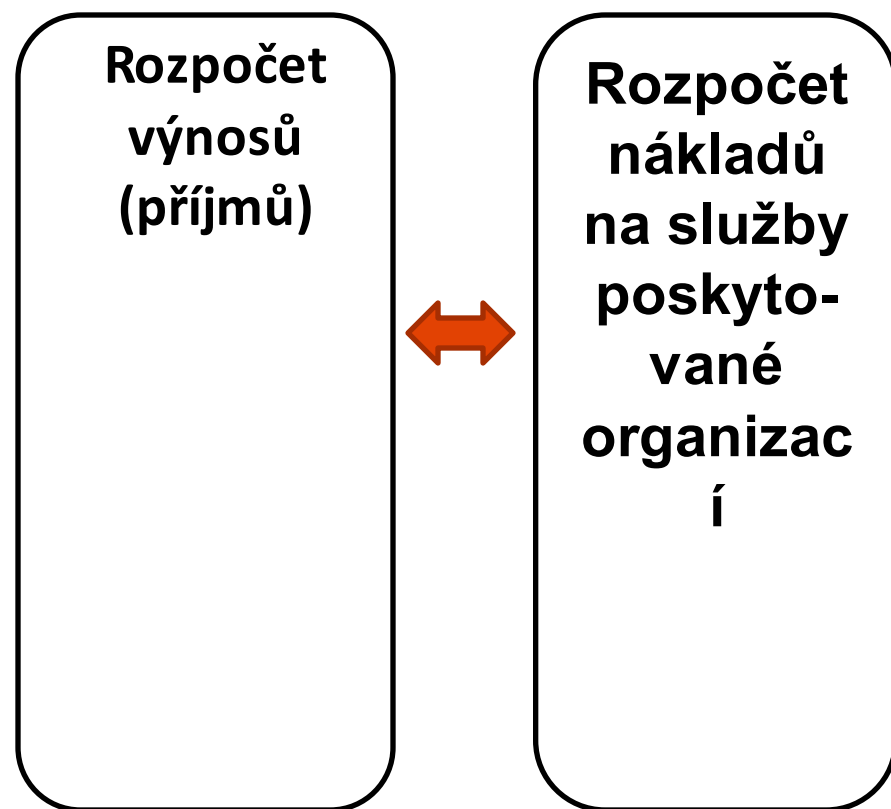 Rozpočet
výnosů
(příjmů)
Rozpočet
nákladů
na služby
poskyto-
vané
organizac
í